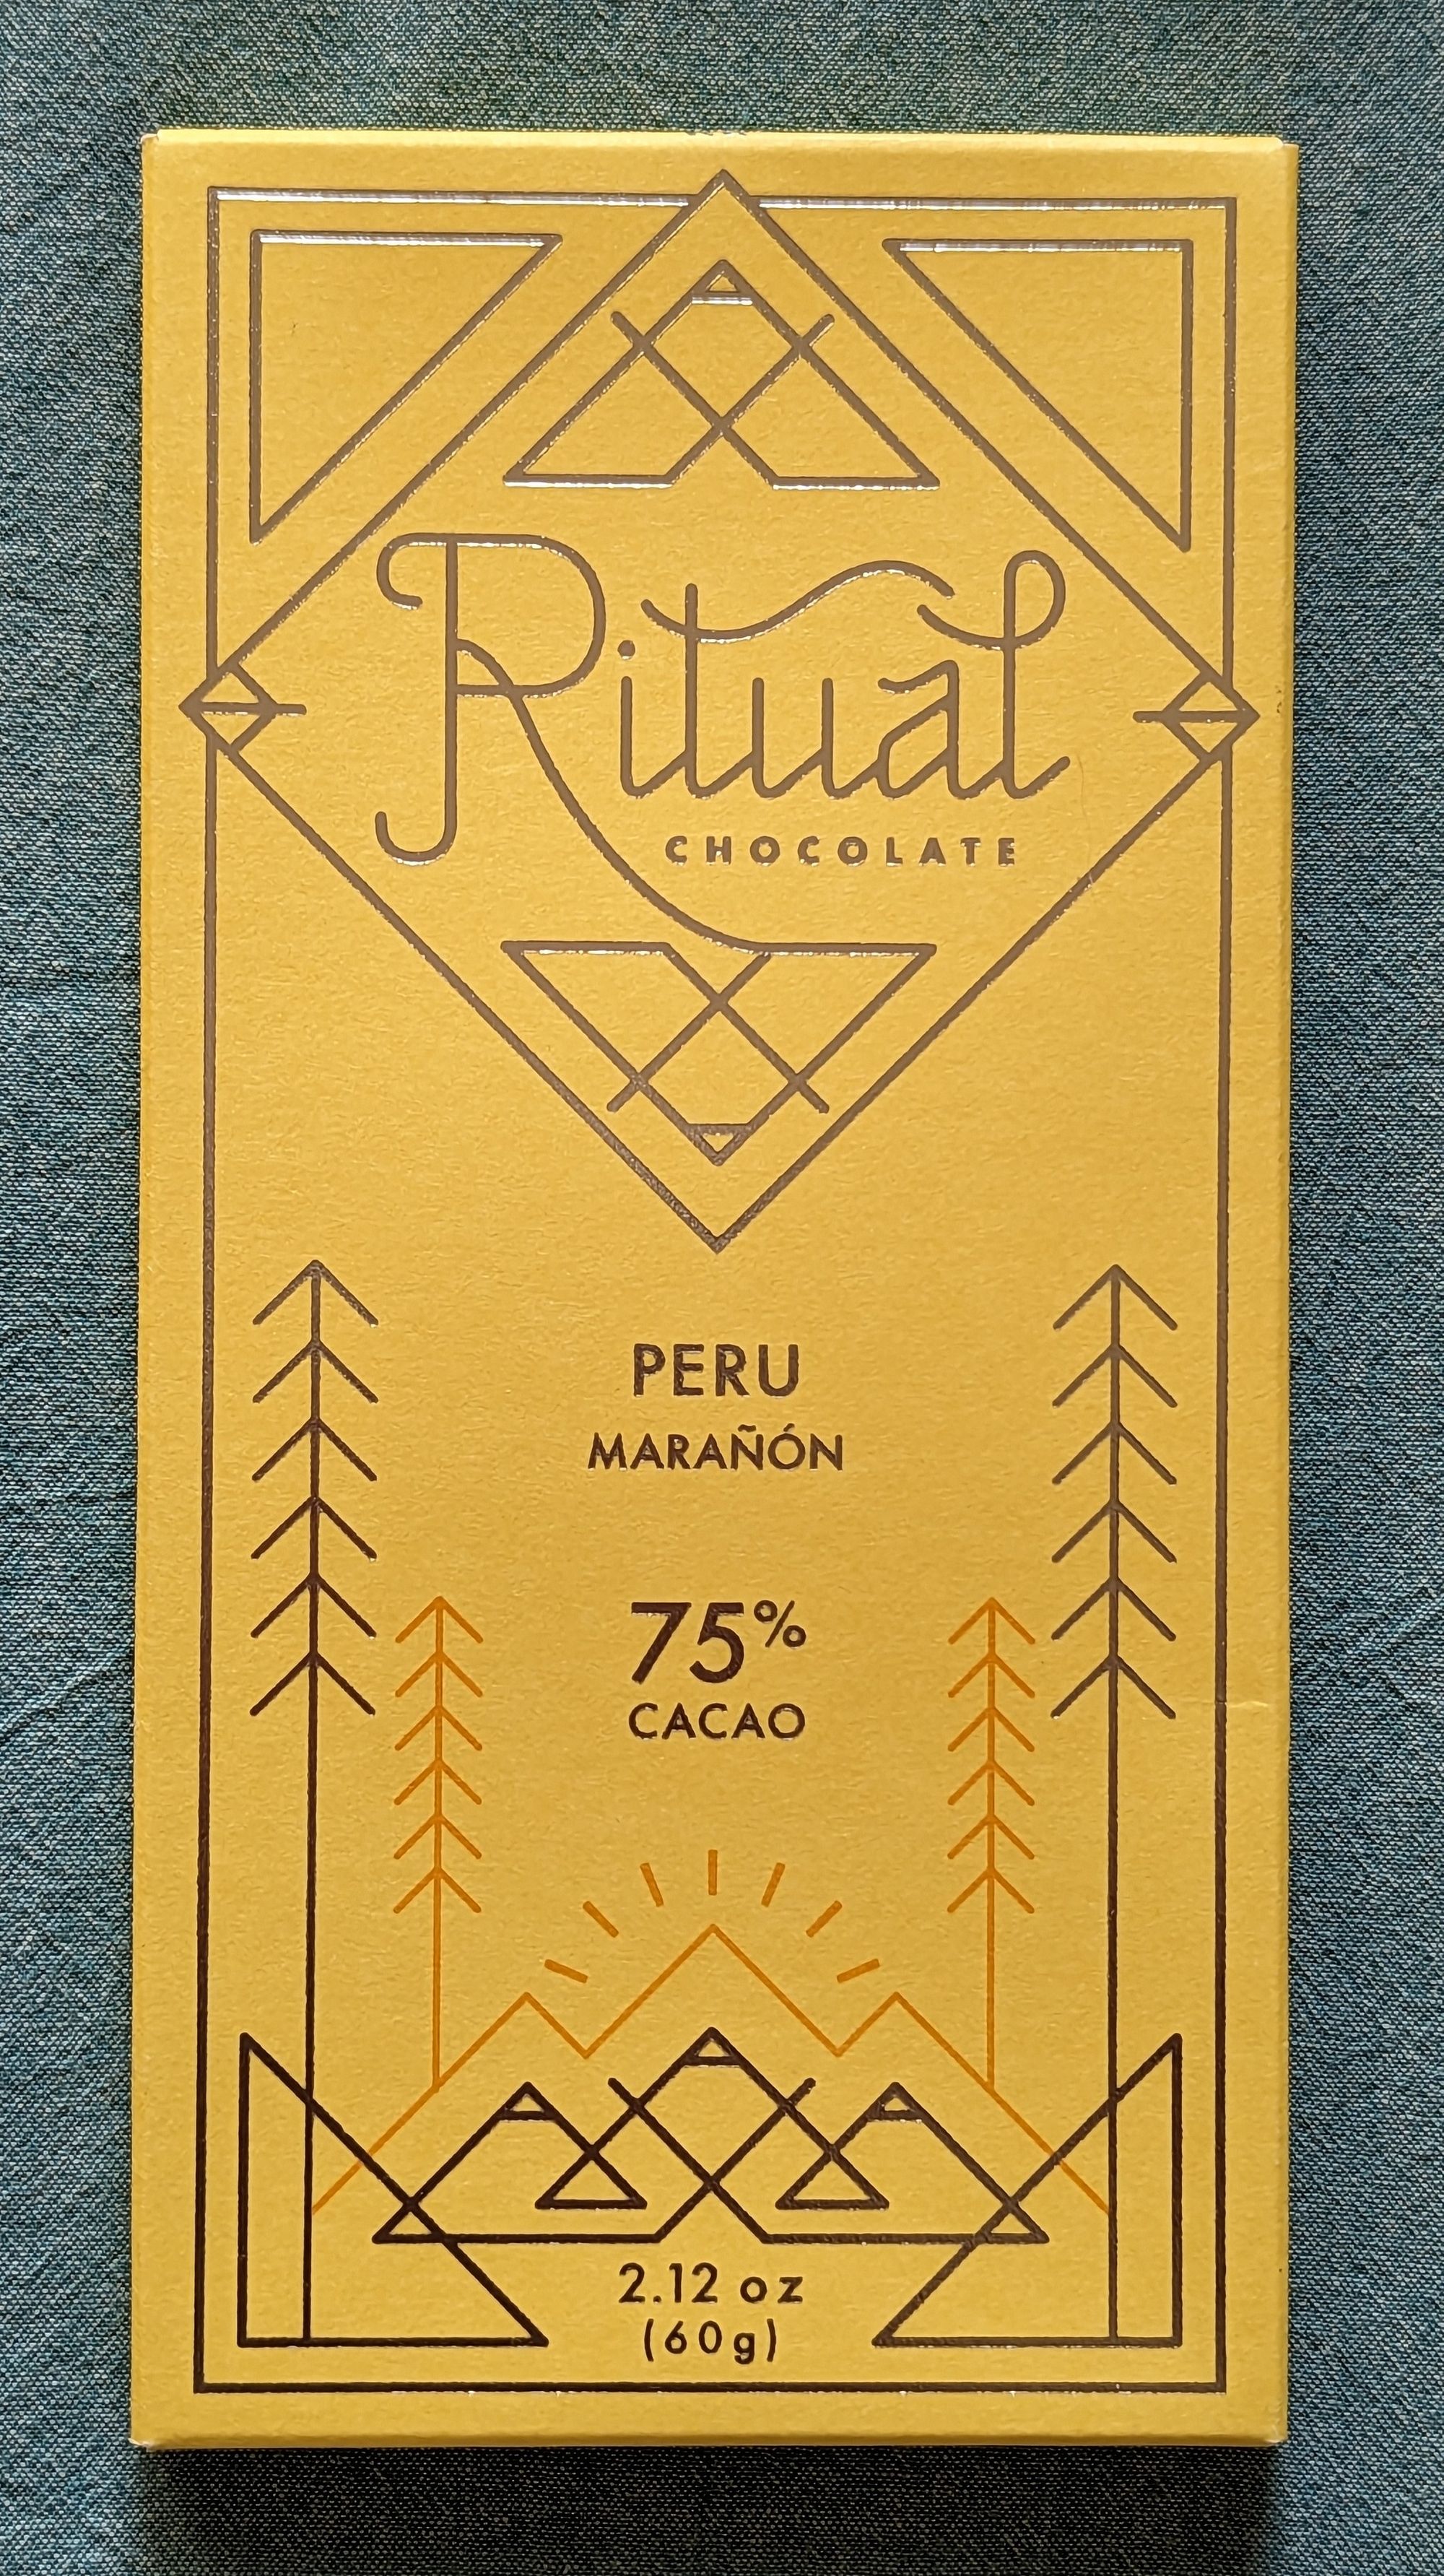 Ritual
CHOCOLATE
PERU
MARAÑÓN
75%
CACAO
2.12 oz
(60g)